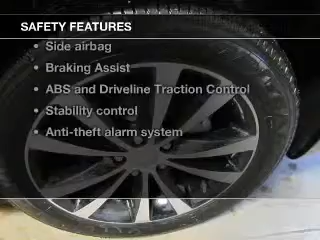 SAFETY FEATURES
• Side airbag
• Braking Assist
• ABS and Driveline Traction Control
• Stability control
• Anti-theft alarm system